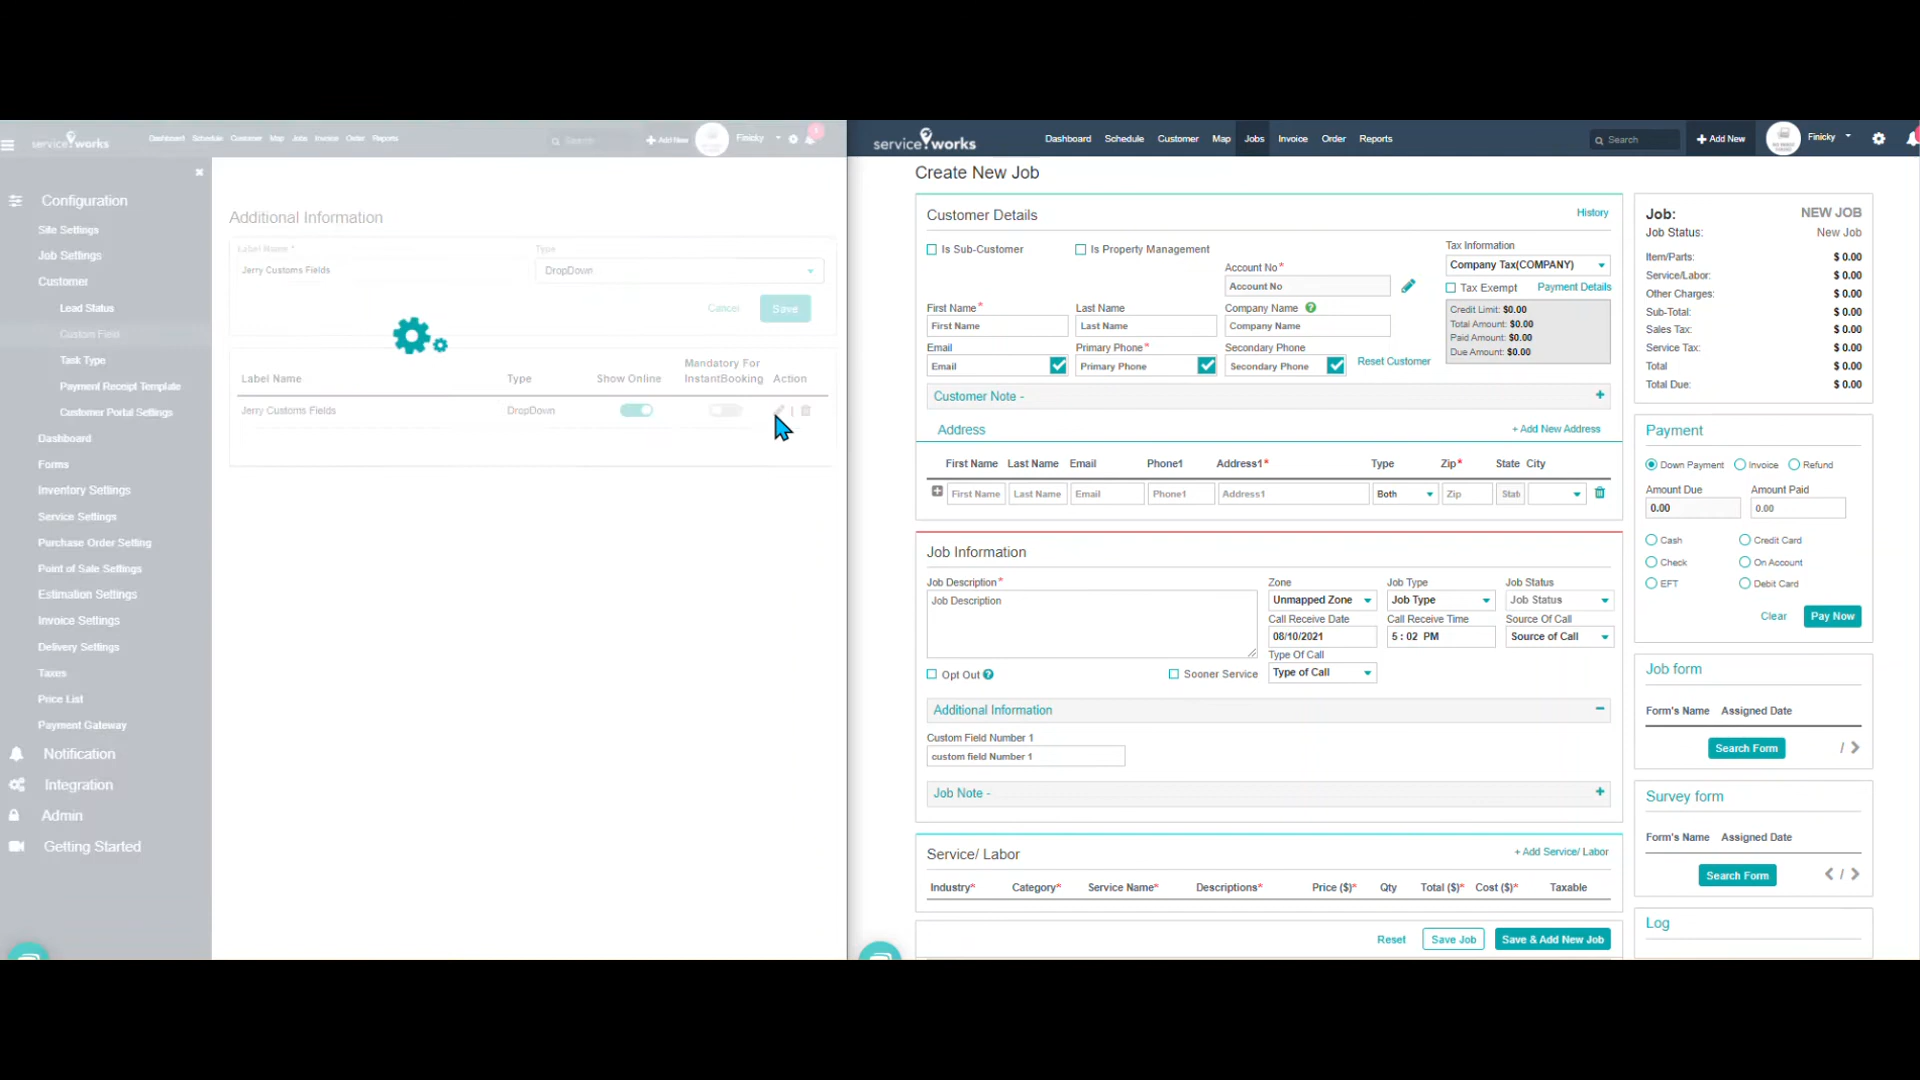 service works
Dashboard Schedule Customer Map Jobs Invoice Order Reports
Search
Add New
Finicky
Configuration
Site Settings
Job Settings
Customer
Lead Status
Custom Field
Task Type
Payment Receipt Template
Customer Portal Settings
Dashboard
Forms
Inventory Settings
Service Settings
Purchase Order Setting
Point of Sale Settings
Estimation Settings
Invoice Settings
Delivery Settings
Taxes
Price List
Payment Gateway
Notification
Integration
Admin
Getting Started
Additional Information
Label Name * Type
Jerry Customs Fields DropDown
Cancel Save
Label Name Type Show Online Mandatory For InstantBooking Action
Jerry Customs Fields DropDown |
service works
Dashboard Schedule Customer Map Jobs Invoice Order Reports
Search
Add New
Finicky
Create New Job
Customer Details History
Is Sub-Customer Is Property Management
Tax Information
Company Tax(COMPANY)
Account No*
Account No
Tax Exempt Payment Details
Credit Limit: $0.00
Total Amount: $0.00
Paid Amount: $0.00
Due Amount: $0.00
First Name* Last Name Company Name ?
First Name Last Name Company Name
Email Primary Phone* Secondary Phone
Email Primary Phone Secondary Phone Reset Customer
Customer Note - +
Address + Add New Address
First Name Last Name Email Phone1 Address1* Type Zip* State City
First Name Last Name Email Phone1 Address1 Both Zip Stat
Job Information
Job Description* Zone Job Type Job Status
Job Description Unmapped Zone Job Type Job Status
Call Receive Date Call Receive Time Source Of Call
08/10/2021 5 : 02 PM Source of Call
Type Of Call
Type of Call
Opt Out ? Sooner Service
Additional Information −
Custom Field Number 1
custom field Number 1
Job Note - +
Service/ Labor + Add Service/ Labor
Industry* Category* Service Name* Descriptions* Price ($)* Qty Total ($)* Cost ($)* Taxable
Reset Save Job Save & Add New Job
Job: NEW JOB
Job Status: New Job
Item/Parts: $ 0.00
Service/Labor: $ 0.00
Other Charges: $ 0.00
Sub-Total: $ 0.00
Sales Tax: $ 0.00
Service Tax: $ 0.00
Total $ 0.00
Total Due: $ 0.00
Payment
Down Payment Invoice Refund
Amount Due Amount Paid
0.00 0.00
Cash Credit Card
Check On Account
EFT Debit Card
Clear Pay Now
Job form
Form's Name Assigned Date
Search Form / >
Survey form
Form's Name Assigned Date
Search Form < / >
Log